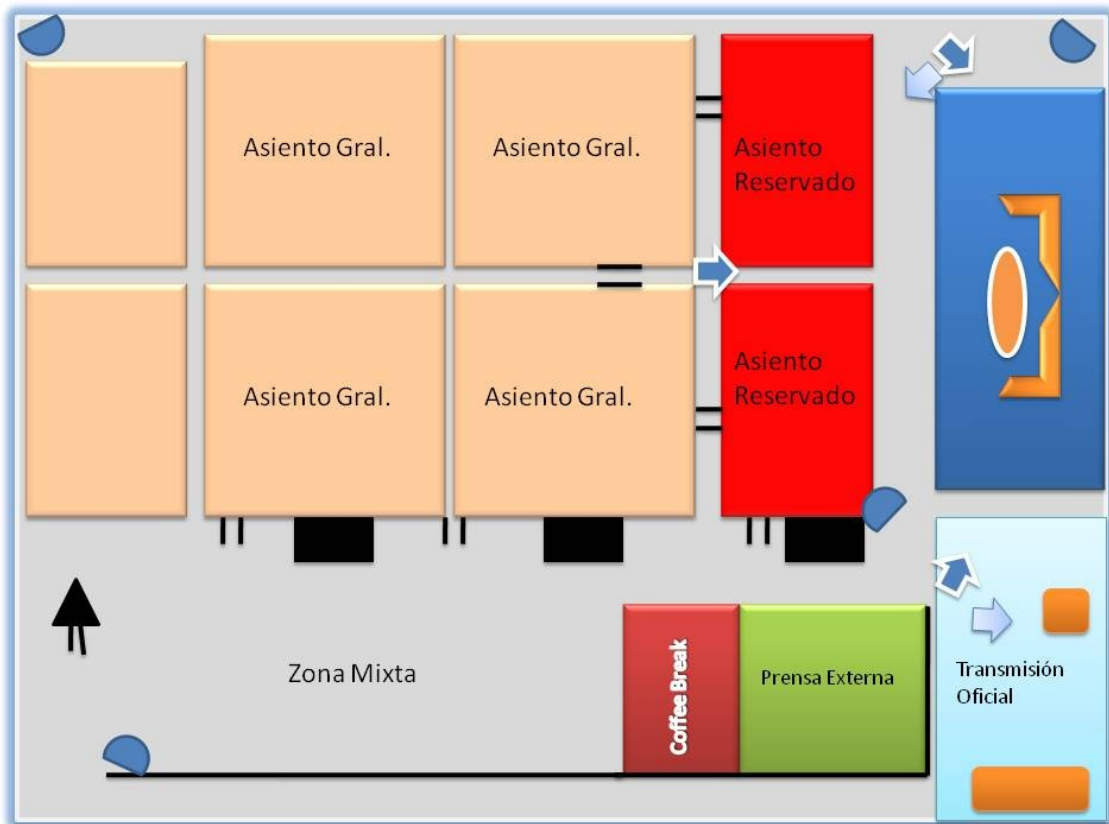 Asiento Gral.
Asiento Gral.
Asiento
Reservado
Asiento Gral.
Asiento Gral.
Asiento
Reservado
Zona Mixta
Coffee Break
Prensa Externa
Transmisión
Oficial